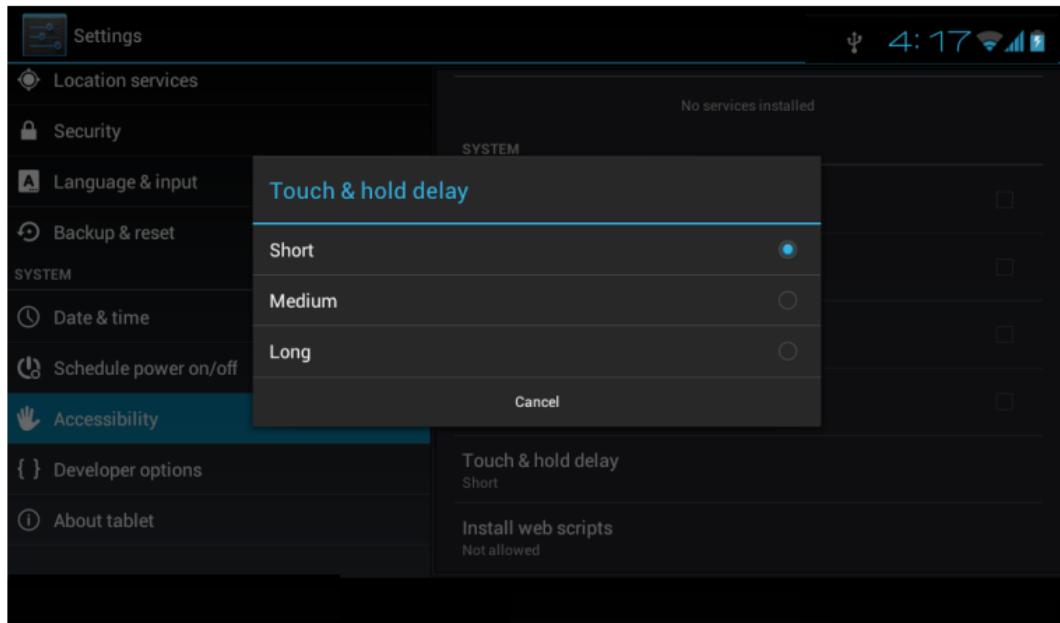 Settings
4:17
Location services
Security
Language & input
Backup & reset
SYSTEM
Date & time
Schedule power on/off
Accessibility
{ } Developer options
About tablet
No services installed
SYSTEM
Touch & hold delay
Short
Medium
Long
Cancel
Touch & hold delay
Short
Install web scripts
Not allowed